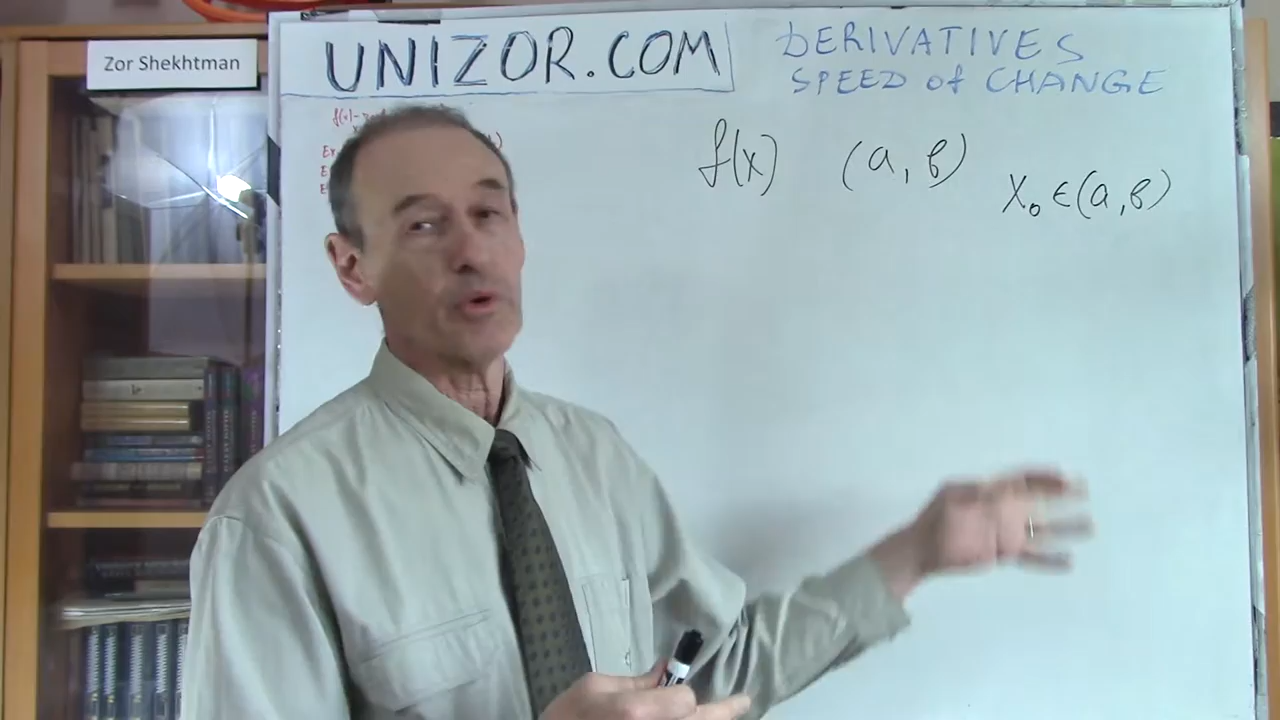 Zor Shekhtman
UNIZOR.COM
DERIVATIVES
SPEED of CHANGE
f(x) (a, b)
x₀ ∈ (a, b)